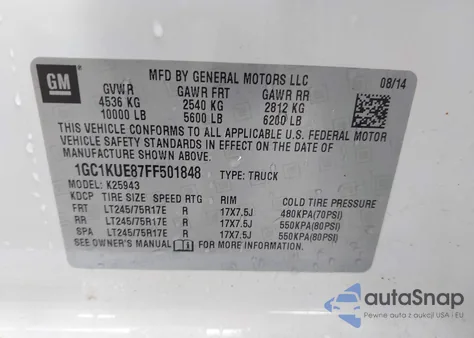 GM
MFD BY GENERAL MOTORS LLC
08/14
GVWR GAWR FRT GAWR RR
4536 KG 2540 KG 2812 KG
10000 LB 5600 LB 6280 LB
THIS VEHICLE CONFORMS TO ALL APPLICABLE U.S. FEDERAL MOTOR
VEHICLE SAFETY STANDARDS IN EFFECT ON THE DATE OF
MANUFACTURE SHOWN ABOVE.
1GC1KUE87FF501848 TYPE: TRUCK
MODEL: K25943
KDCP TIRE SIZE SPEED RTG RIM COLD TIRE PRESSURE
FRT LT245/75R17E R 17X7.5J 480KPA(70PSI)
RR LT245/75R17E R 17X7.5J 550KPA(80PSI)
SPA LT245/75R17E R 17X7.5J 550KPA(80PSI)
SEE OWNER'S MANUAL FOR MORE INFORMATION
autoSnap
Pewne auta z aukcji USA i EU